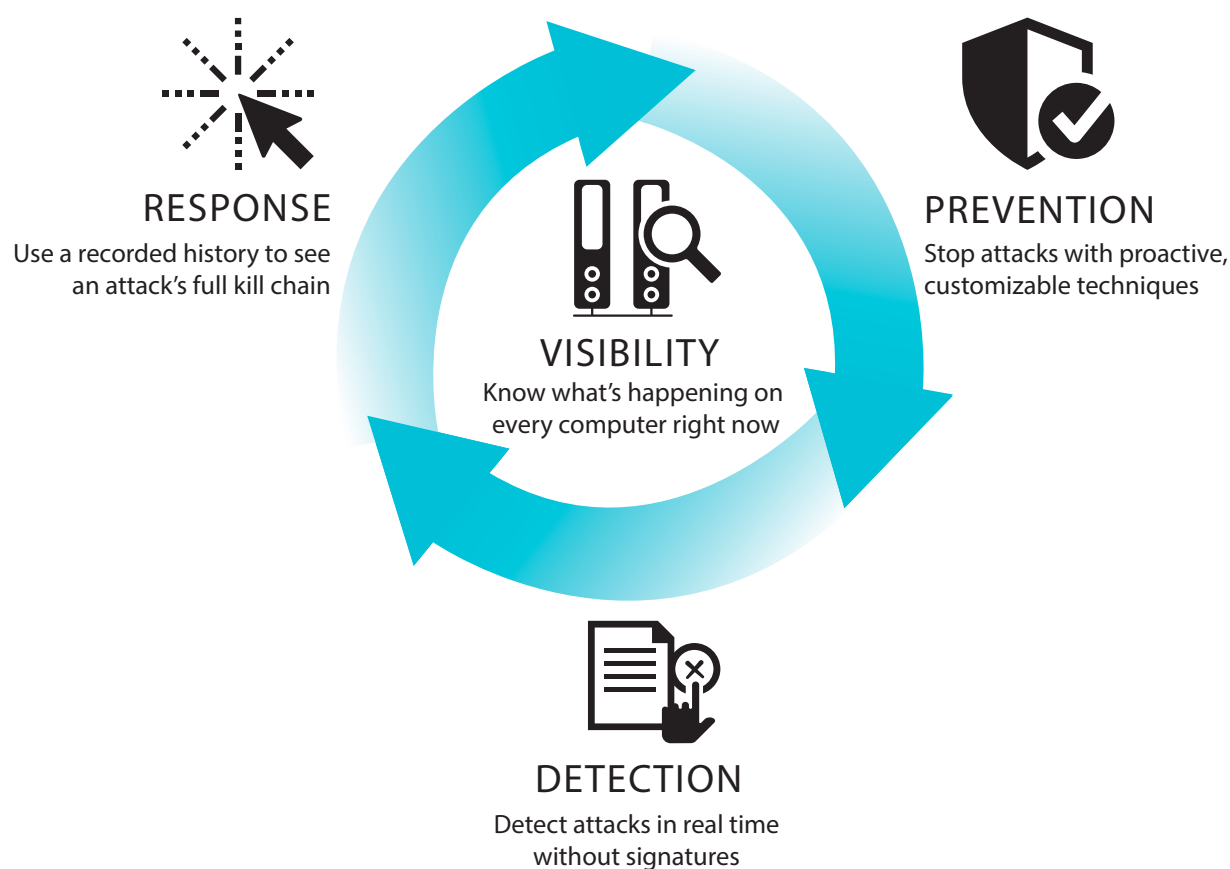 RESPONSE
Use a recorded history to see
an attack’s full kill chain
PREVENTION
Stop attacks with proactive,
customizable techniques
VISIBILITY
Know what’s happening on
every computer right now
DETECTION
Detect attacks in real time
without signatures